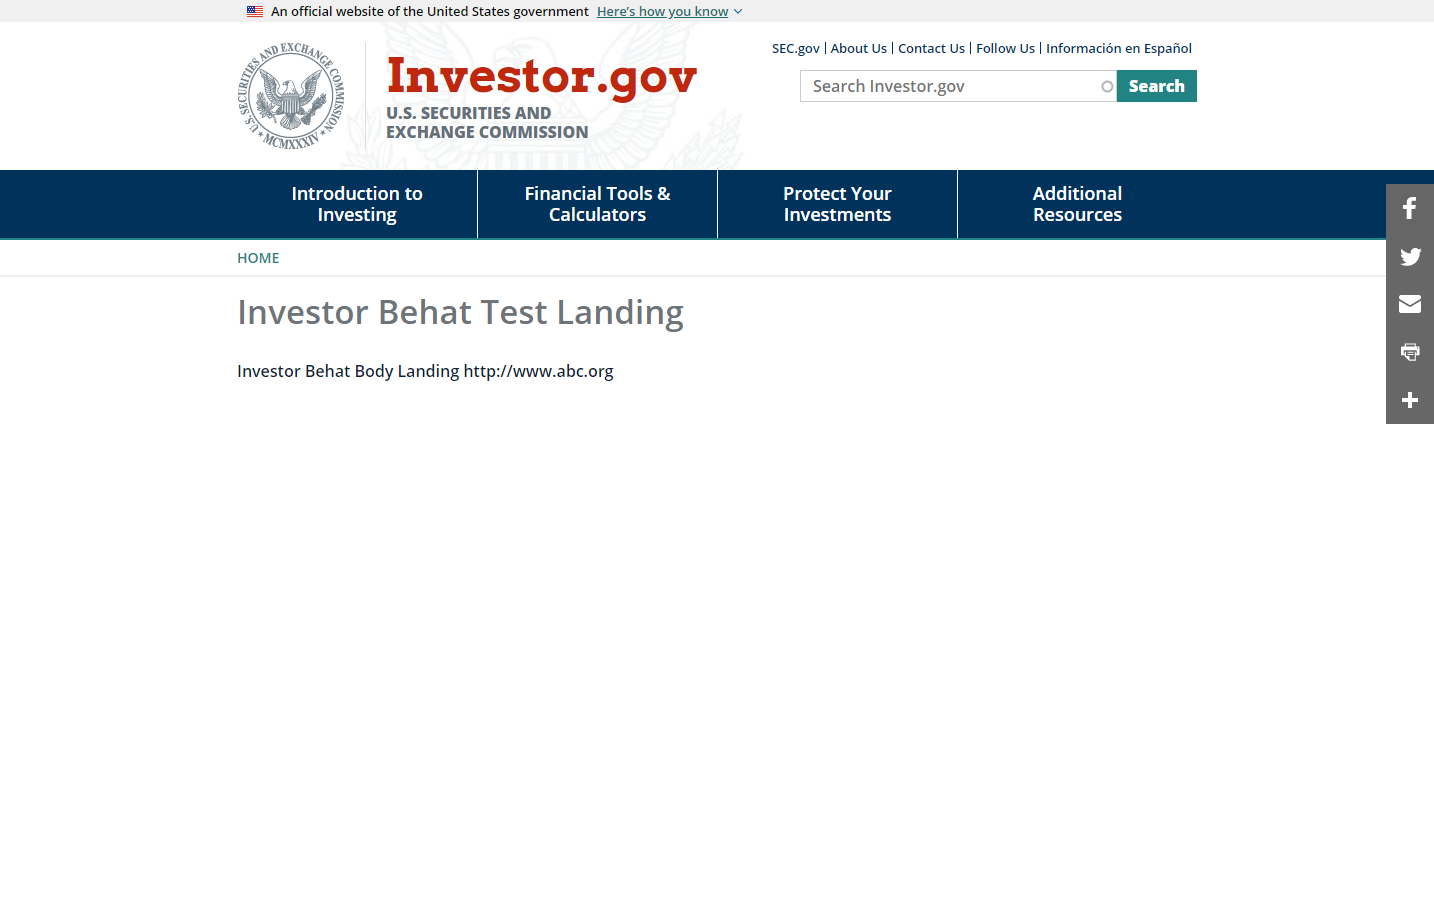 An official website of the United States government Here's how you know
U.S. SECURITIES AND EXCHANGE COMMISSION
MCMXXXIV
Investor.gov
U.S. SECURITIES AND
EXCHANGE COMMISSION
SEC.gov | About Us | Contact Us | Follow Us | Información en Español
Search Investor.gov Search
Introduction to
Investing
Financial Tools &
Calculators
Protect Your
Investments
Additional
Resources
HOME
Investor Behat Test Landing
Investor Behat Body Landing http://www.abc.org